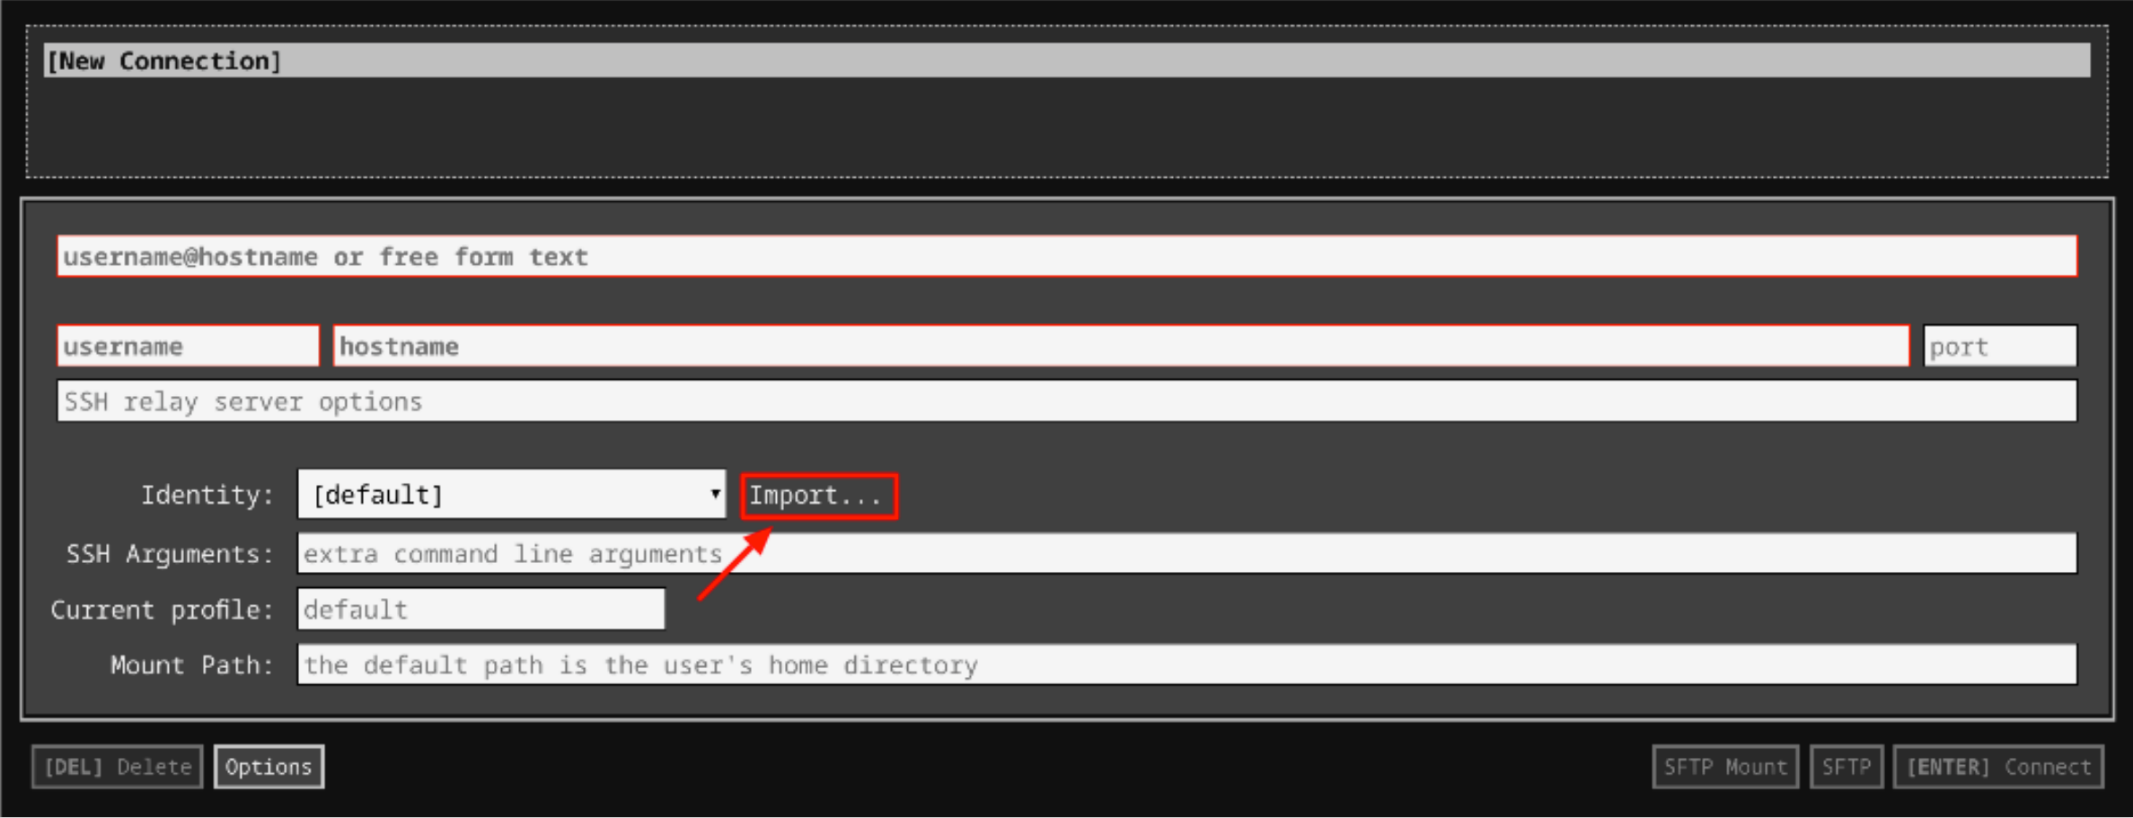 [New Connection]
username@hostname or free form text
username hostname port
SSH relay server options
Identity: [default] Import...
SSH Arguments: extra command line arguments
Current profile: default
Mount Path: the default path is the user's home directory
[DEL] Delete Options SFTP Mount SFTP [ENTER] Connect